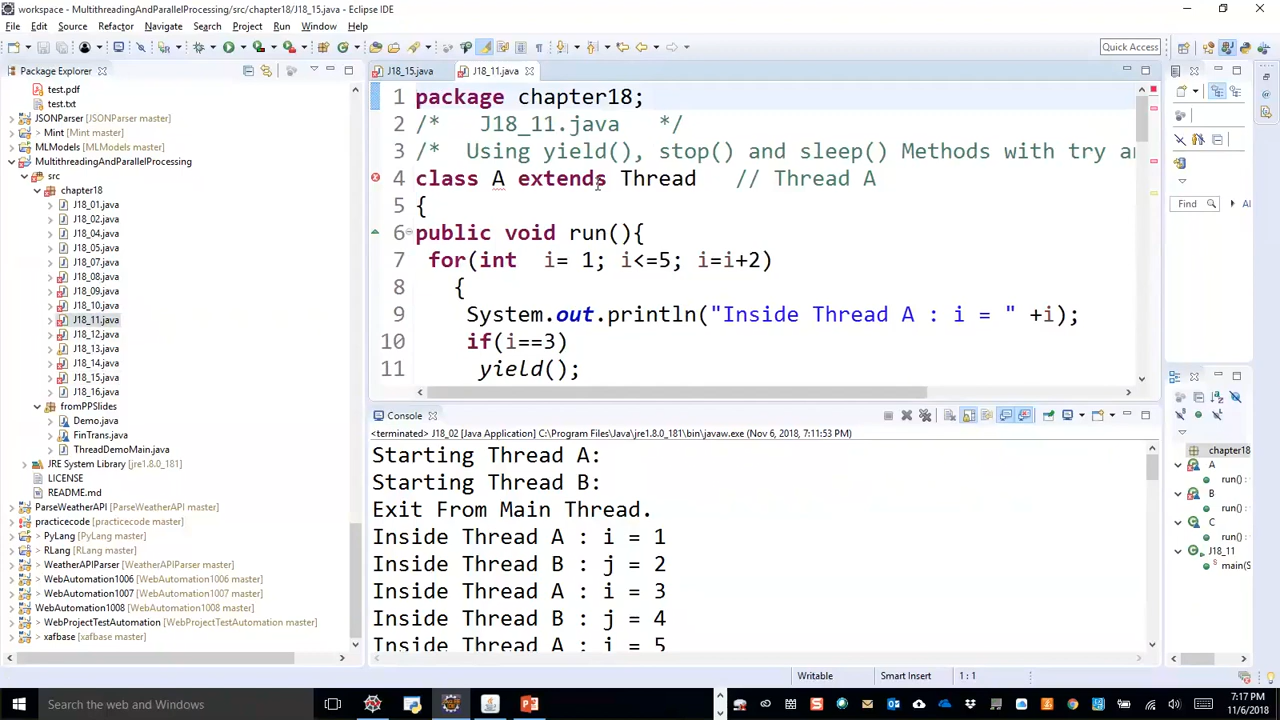 workspace - MultithreadingAndParallelProcessing/src/chapter18/J18_15.java - Eclipse IDE
File Edit Source Refactor Navigate Search Project Run Window Help
Quick Access
Package Explorer
test.pdf
test.txt
JSONParser [JSONParser master]
> Mint [Mint master]
MLModels [MLModels master]
MultithreadingAndParallelProcessing
src
chapter18
J18_01.java
J18_02.java
J18_04.java
J18_05.java
J18_07.java
J18_08.java
J18_09.java
J18_10.java
J18_11.java
J18_12.java
J18_13.java
J18_14.java
J18_15.java
J18_16.java
fromPPSlides
Demo.java
FinTrans.java
ThreadDemoMain.java
JRE System Library [jre1.8.0_181]
LICENSE
README.md
ParseWeatherAPI [ParseWeatherAPI master]
practicecode [practicecode master]
> PyLang [PyLang master]
> RLang [RLang master]
> WeatherAPIParser [WeatherAPIParser master]
> WebAutomation1006 [WebAutomation1006 master]
> WebAutomation1007 [WebAutomation1007 master]
WebAutomation1008 [WebAutomation1008 master]
> WebProjectTestAutomation [WebProjectTestAutomation master]
> xafbase [xafbase master]
J18_15.java J18_11.java
1 package chapter18;
2 /* J18_11.java */
3 /* Using yield(), stop() and sleep() Methods with try an
4 class A extends Thread // Thread A
5 {
6 public void run(){
7 for(int i= 1; i<=5; i=i+2)
8 {
9 System.out.println("Inside Thread A : i = " +i);
10 if(i==3)
11 yield();
Console
<terminated> J18_02 [Java Application] C:\Program Files\Java\jre1.8.0_181\bin\javaw.exe (Nov 6, 2018, 7:11:53 PM)
Starting Thread A:
Starting Thread B:
Exit From Main Thread.
Inside Thread A : i = 1
Inside Thread B : j = 2
Inside Thread A : i = 3
Inside Thread B : j = 4
Inside Thread A : i = 5
Find
Al
chapter18
A
run() :
B
run() :
C
run() :
J18_11
main(S
Writable Smart Insert 1 : 1
Search the web and Windows
7:17 PM
11/6/2018